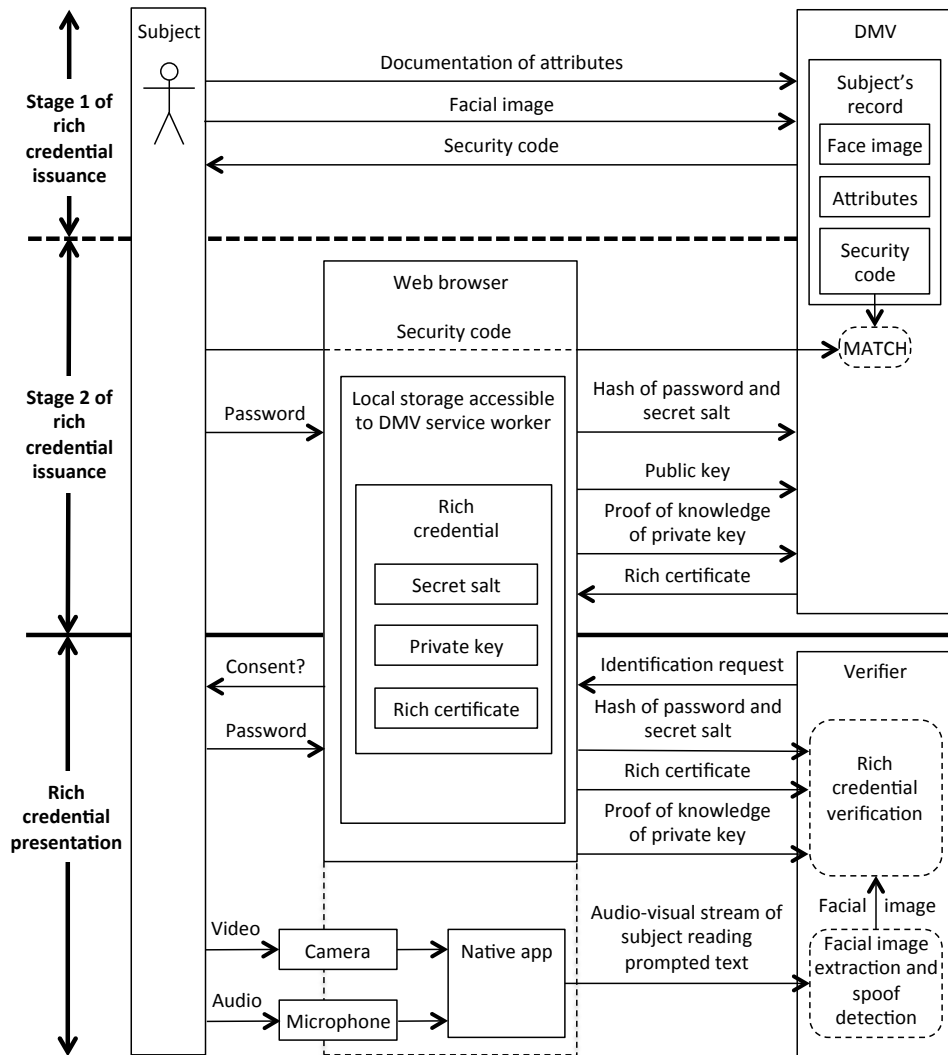 Subject
DMV
Documentation of attributes
Subject's
record
Facial image
Face image
Stage 1 of
rich
credential
issuance
Security code
Attributes
Security
code
Web browser
Security code
MATCH
Stage 2 of
rich
credential
issuance
Password
Local storage accessible
to DMV service worker
Hash of password and
secret salt
Public key
Rich
credential
Proof of knowledge
of private key
Secret salt
Rich certificate
Private key
Consent?
Identification request
Verifier
Rich certificate
Password
Hash of password and
secret salt
Rich certificate
Rich
credential
verification
Rich
credential
presentation
Proof of knowledge
of private key
Facial image
Video
Camera
Native app
Audio-visual stream of
subject reading
prompted text
Facial image
extraction and
spoof
detection
Audio
Microphone